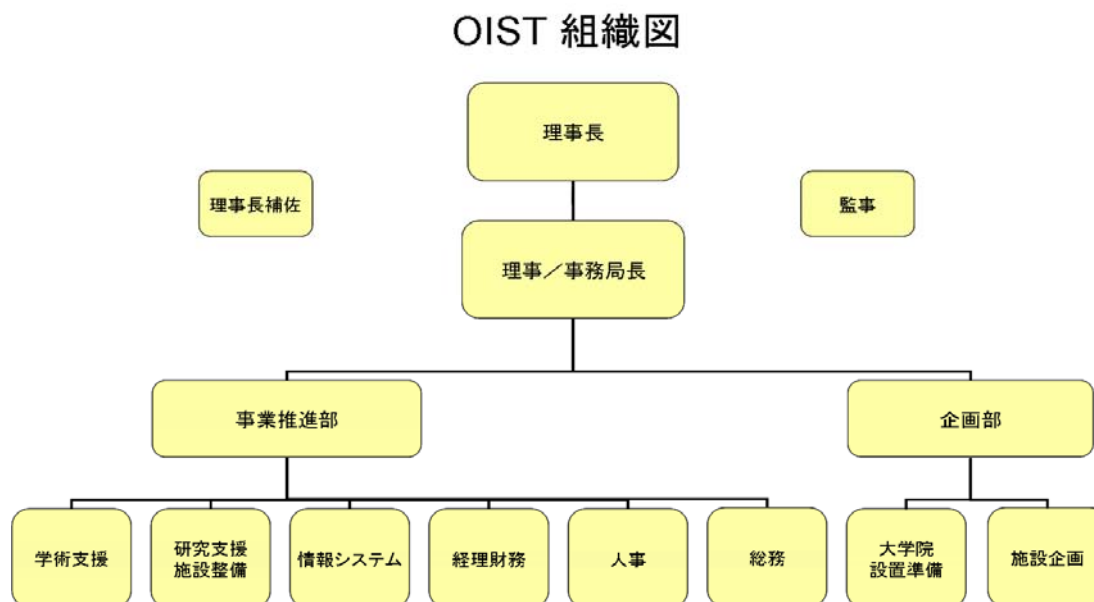 OIST 組織図
理事長
理事長補佐
監事
理事／事務局長
事業推進部
企画部
学術支援
研究支援
施設整備
情報システム
経理財務
人事
総務
大学院
設置準備
施設企画